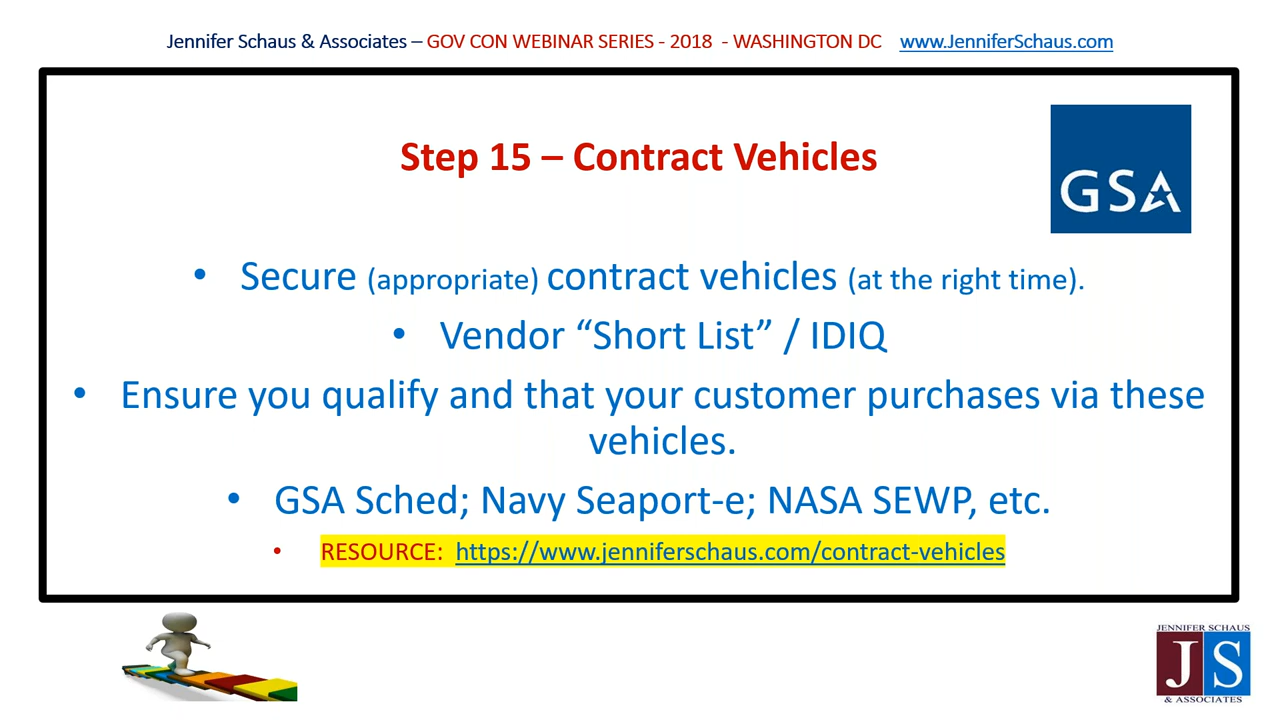 Jennifer Schaus & Associates – GOV CON WEBINAR SERIES - 2018 - WASHINGTON DC www.JenniferSchaus.com
GSA
Step 15 – Contract Vehicles
• Secure (appropriate) contract vehicles (at the right time).
• Vendor “Short List” / IDIQ
• Ensure you qualify and that your customer purchases via these
vehicles.
• GSA Sched; Navy Seaport-e; NASA SEWP, etc.
• RESOURCE: https://www.jenniferschaus.com/contract-vehicles
JENNIFER SCHAUS
JS
& ASSOCIATES